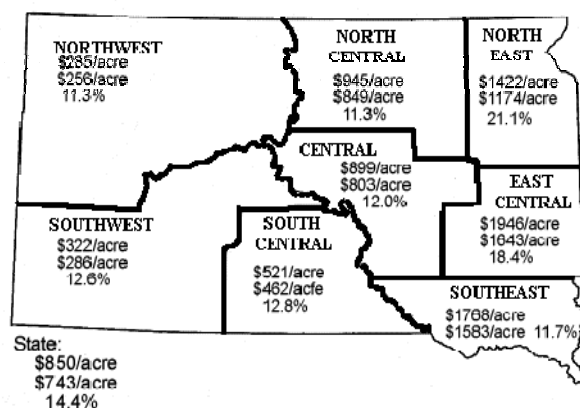 NORTHWEST
$285/acre
$256/acre
11.3%
NORTH
CENTRAL
$945/acre
$849/acre
11.3%
NORTH
EAST
$1422/acre
$1174/acre
21.1%
CENTRAL
$899/acre
$803/acre
12.0%
EAST
CENTRAL
$1946/acre
$1643/acre
18.4%
SOUTHWEST
$322/acre
$286/acre
12.6%
SOUTH
CENTRAL
$521/acre
$462/acre
12.8%
SOUTHEAST
$1768/acre
$1583/acre 11.7%
State:
$850/acre
$743/acre
14.4%